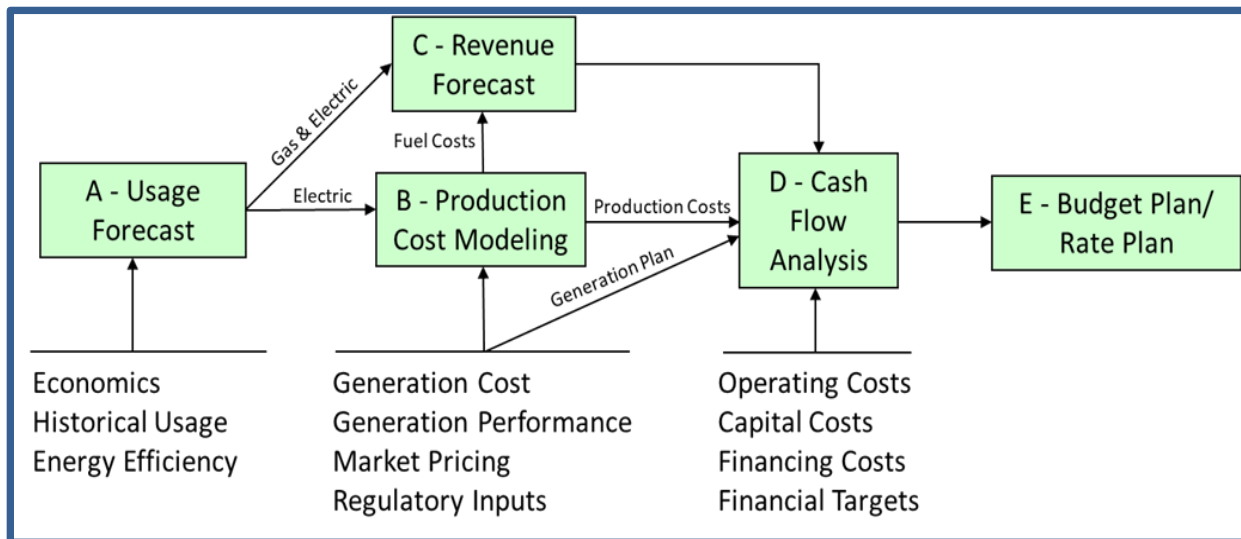 C - Revenue
Forecast
Gas & Electric
Fuel Costs
A - Usage
Forecast
Electric
B - Production
Cost Modeling
Production Costs
Generation Plan
D - Cash
Flow
Analysis
E - Budget Plan/
Rate Plan
Economics
Historical Usage
Energy Efficiency
Generation Cost
Generation Performance
Market Pricing
Regulatory Inputs
Operating Costs
Capital Costs
Financing Costs
Financial Targets